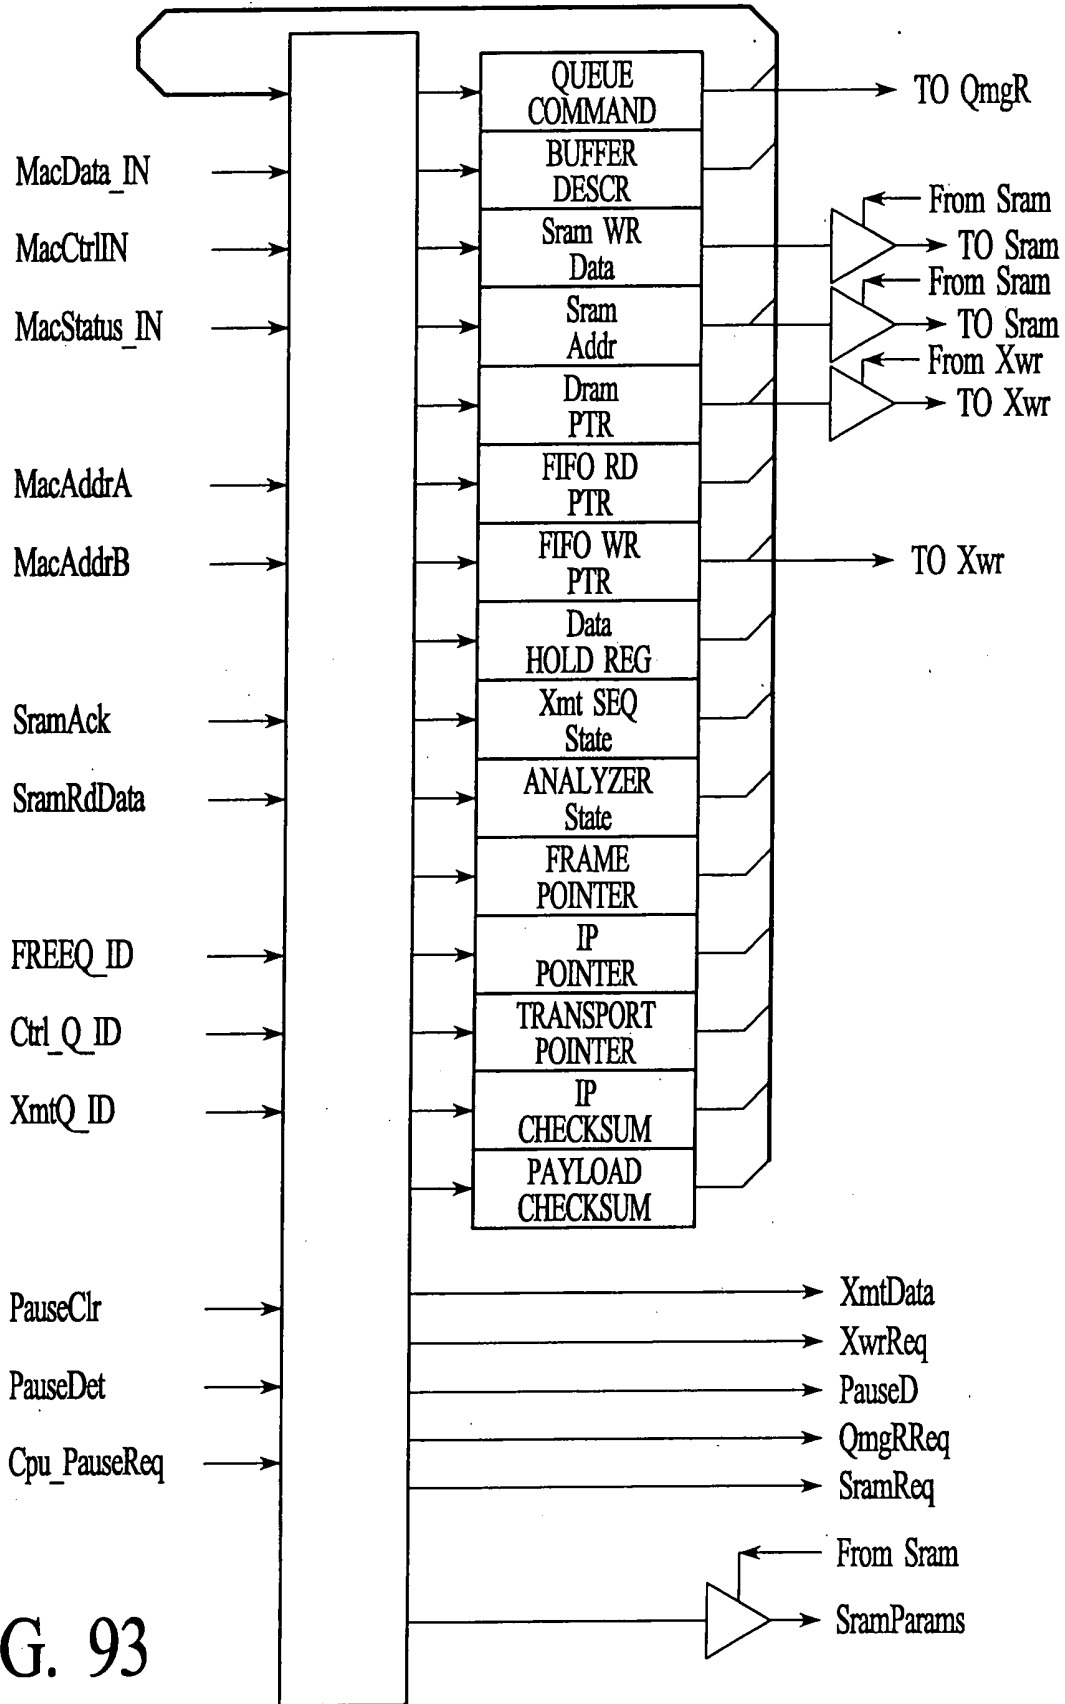 QUEUE
COMMAND
TO QmgR
MacData_IN
BUFFER
DESCR
From Sram
MacCtrlIN
Sram WR
Data
TO Sram
From Sram
MacStatus_IN
Sram
Addr
TO Sram
From Xwr
Dram
PTR
TO Xwr
MacAddrA
FIFO RD
PTR
MacAddrB
FIFO WR
PTR
TO Xwr
Data
HOLD REG
SramAck
Xmt SEQ
State
SramRdData
ANALYZER
State
FRAME
POINTER
FREEQ_ID
IP
POINTER
Ctrl_Q_ID
TRANSPORT
POINTER
XmtQ_ID
IP
CHECKSUM
PAYLOAD
CHECKSUM
PauseClr
XmtData
XwrReq
PauseDet
PauseD
QmgRReq
Cpu_PauseReq
SramReq
From Sram
SramParams
G. 93